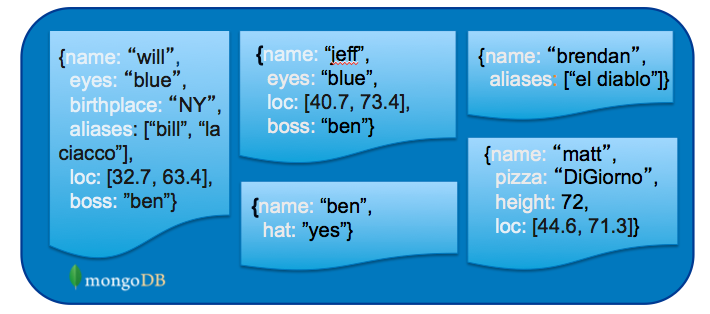 {name: “will”,
eyes: “blue”,
birthplace: “NY”,
aliases: [“bill”, “la
ciacco”],
loc: [32.7, 63.4],
boss: ”ben”}
{name: “jeff”,
eyes: “blue”,
loc: [40.7, 73.4],
boss: “ben”}
{name: “brendan”,
aliases: [“el diablo”]}
{name: “ben”,
hat: ”yes”}
{name: “matt”,
pizza: “DiGiorno”,
height: 72,
loc: [44.6, 71.3]}
mongoDB